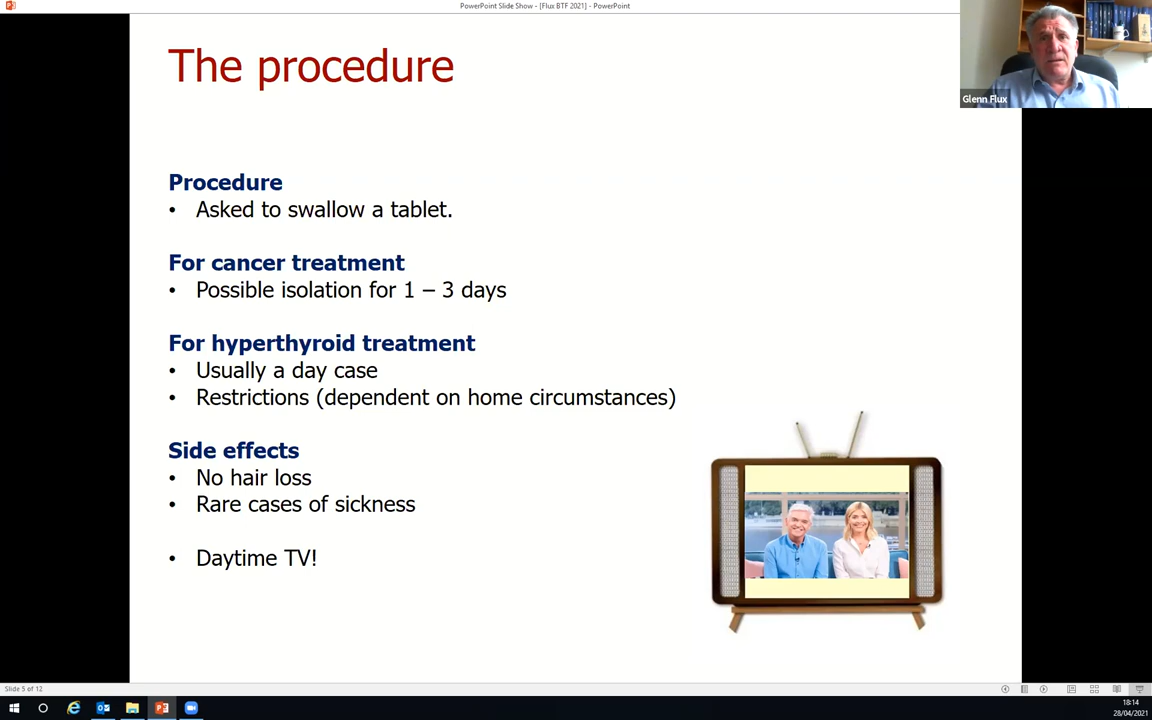 PowerPoint Slide Show - [Flux BTF 2021] - PowerPoint
Glenn Flux
The procedure
Procedure
• Asked to swallow a tablet.
For cancer treatment
• Possible isolation for 1 – 3 days
For hyperthyroid treatment
• Usually a day case
• Restrictions (dependent on home circumstances)
Side effects
• No hair loss
• Rare cases of sickness
• Daytime TV!
Slide 5 of 12
18:14
28/04/2021